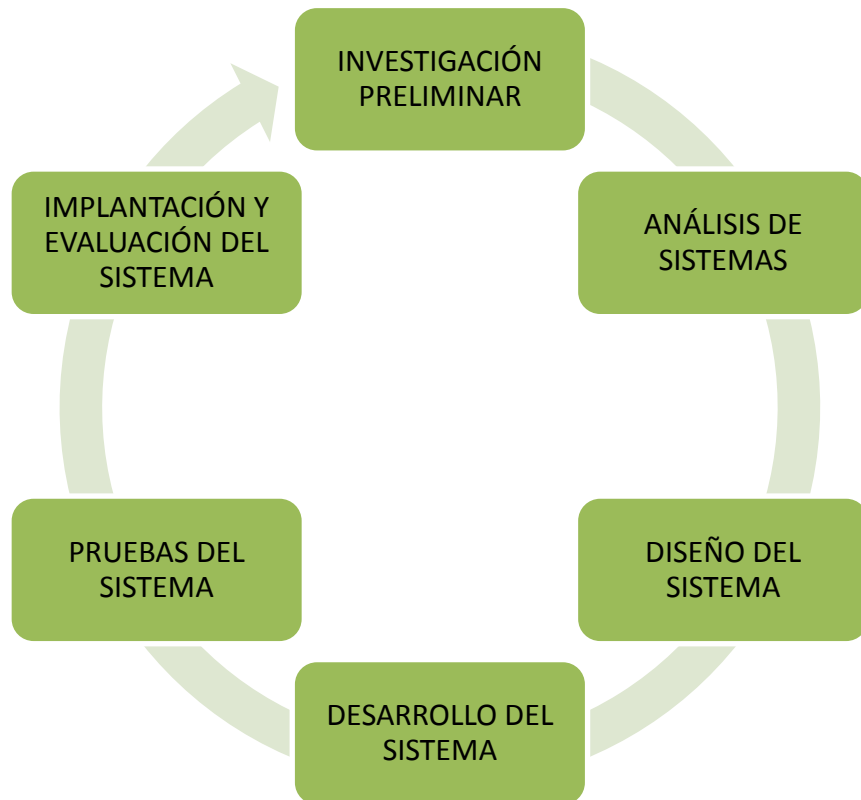 INVESTIGACIÓN
PRELIMINAR
ANÁLISIS DE
SISTEMAS
DISEÑO DEL
SISTEMA
DESARROLLO DEL
SISTEMA
PRUEBAS DEL
SISTEMA
IMPLANTACIÓN Y
EVALUACIÓN DEL
SISTEMA